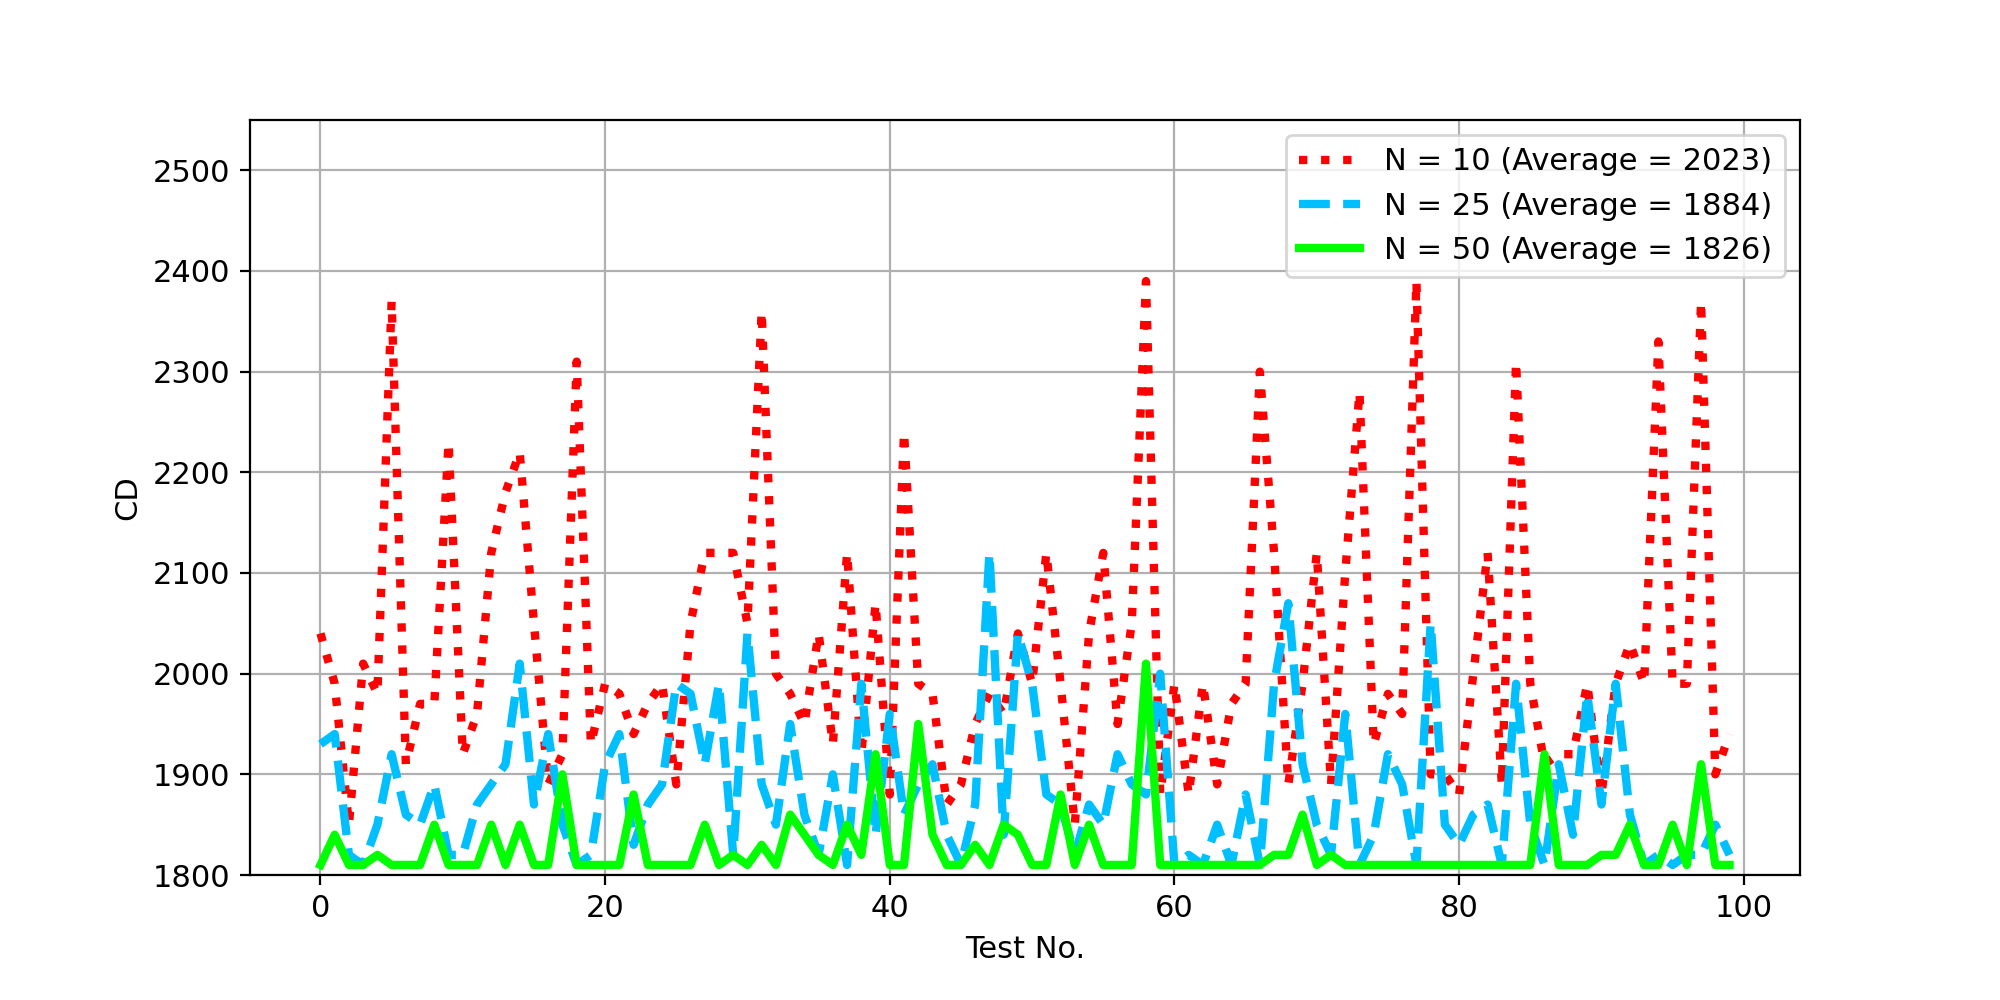 N = 10 (Average = 2023)
N = 25 (Average = 1884)
N = 50 (Average = 1826)
2500
2400
2300
2200
2100
2000
1900
1800
CD
0 20 40 60 80 100
Test No.